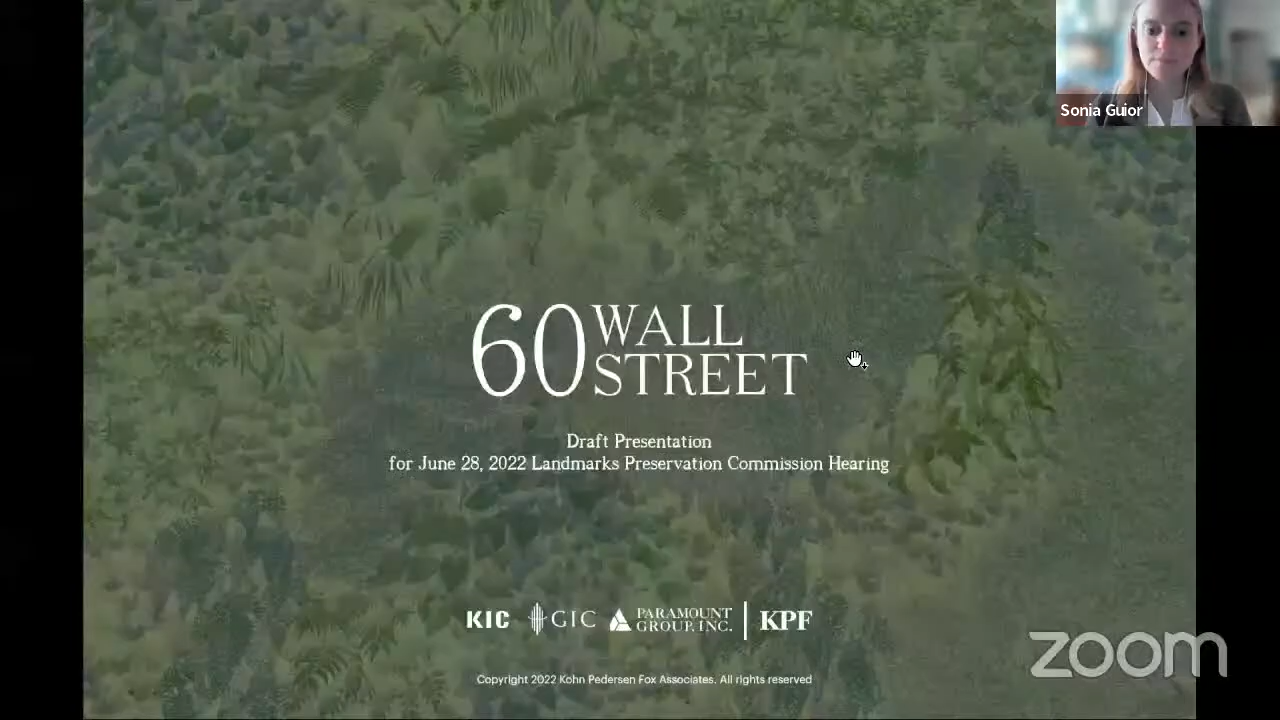 Sonia Guior
60 WALL
STREET
Draft Presentation
for June 28, 2022 Landmarks Preservation Commission Hearing
KIC GIC PARAMOUNT GROUP, INC. KPF
Copyright 2022 Kohn Pedersen Fox Associates. All rights reserved
zoom